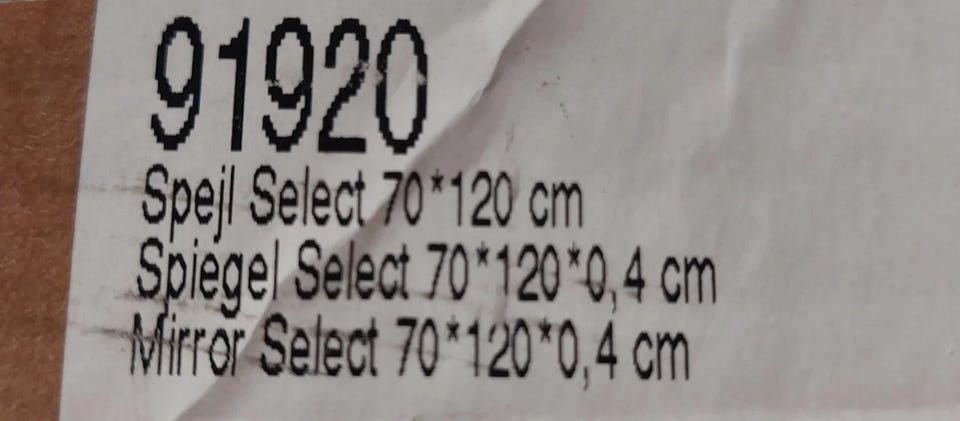 91920
Spejl Select 70*120 cm
Spiegel Select 70*120*0,4 cm
Mirror Select 70*120*0,4 cm